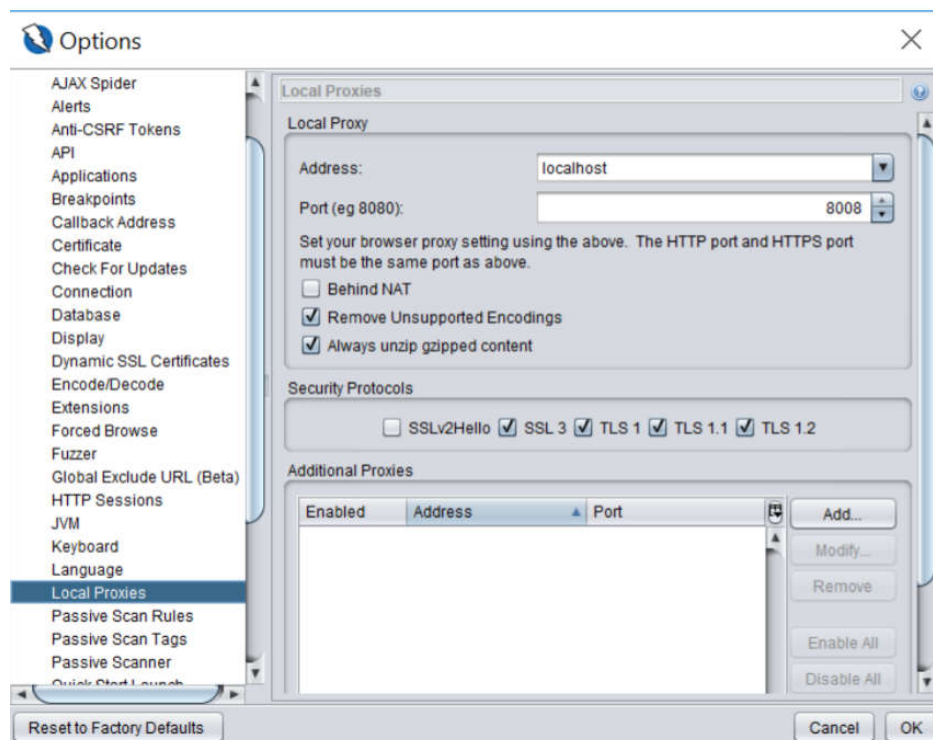 Options
AJAX Spider
Alerts
Anti-CSRF Tokens
API
Applications
Breakpoints
Callback Address
Certificate
Check For Updates
Connection
Database
Display
Dynamic SSL Certificates
Encode/Decode
Extensions
Forced Browse
Fuzzer
Global Exclude URL (Beta)
HTTP Sessions
JVM
Keyboard
Language
Local Proxies
Passive Scan Rules
Passive Scan Tags
Passive Scanner
Quick Start Launch
Local Proxies
Local Proxy
Address: localhost
Port (eg 8080): 8008
Set your browser proxy setting using the above. The HTTP port and HTTPS port
must be the same port as above.
Behind NAT
Remove Unsupported Encodings
Always unzip gzipped content
Security Protocols
SSLv2Hello SSL 3 TLS 1 TLS 1.1 TLS 1.2
Additional Proxies
Enabled Address Port
Add...
Modify...
Remove
Enable All
Disable All
Reset to Factory Defaults Cancel OK